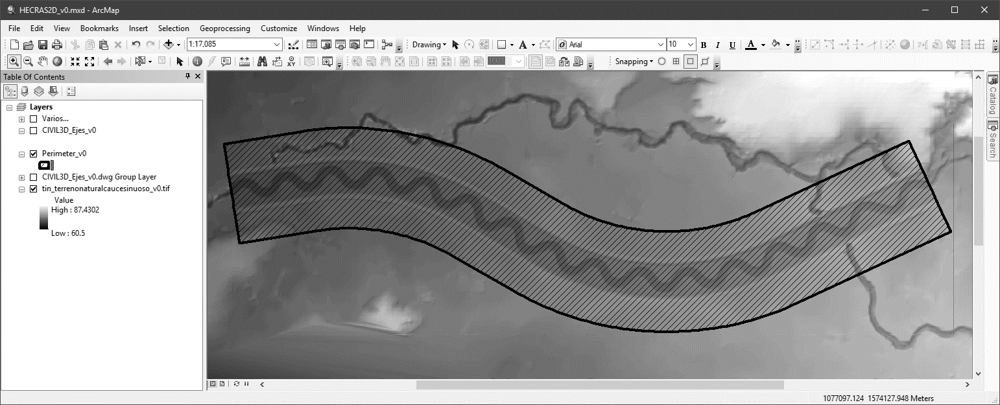 HECRAS2D_v0.mxd - ArcMap
File Edit View Bookmarks Insert Selection Geoprocessing Customize Windows Help
1:17,085 Drawing A Arial 10 B I U A
XY 100% Snapping
Table Of Contents
Layers
Varios...
CIVIL3D_Ejes_v0
Perimeter_v0
CIVIL3D_Ejes_v0.dwg Group Layer
tin_terrenonaturalcaucesinuoso_v0.tif
Value
High : 87.4302
Low : 60.5
Catalog
Search
1077097.124 1574127.948 Meters